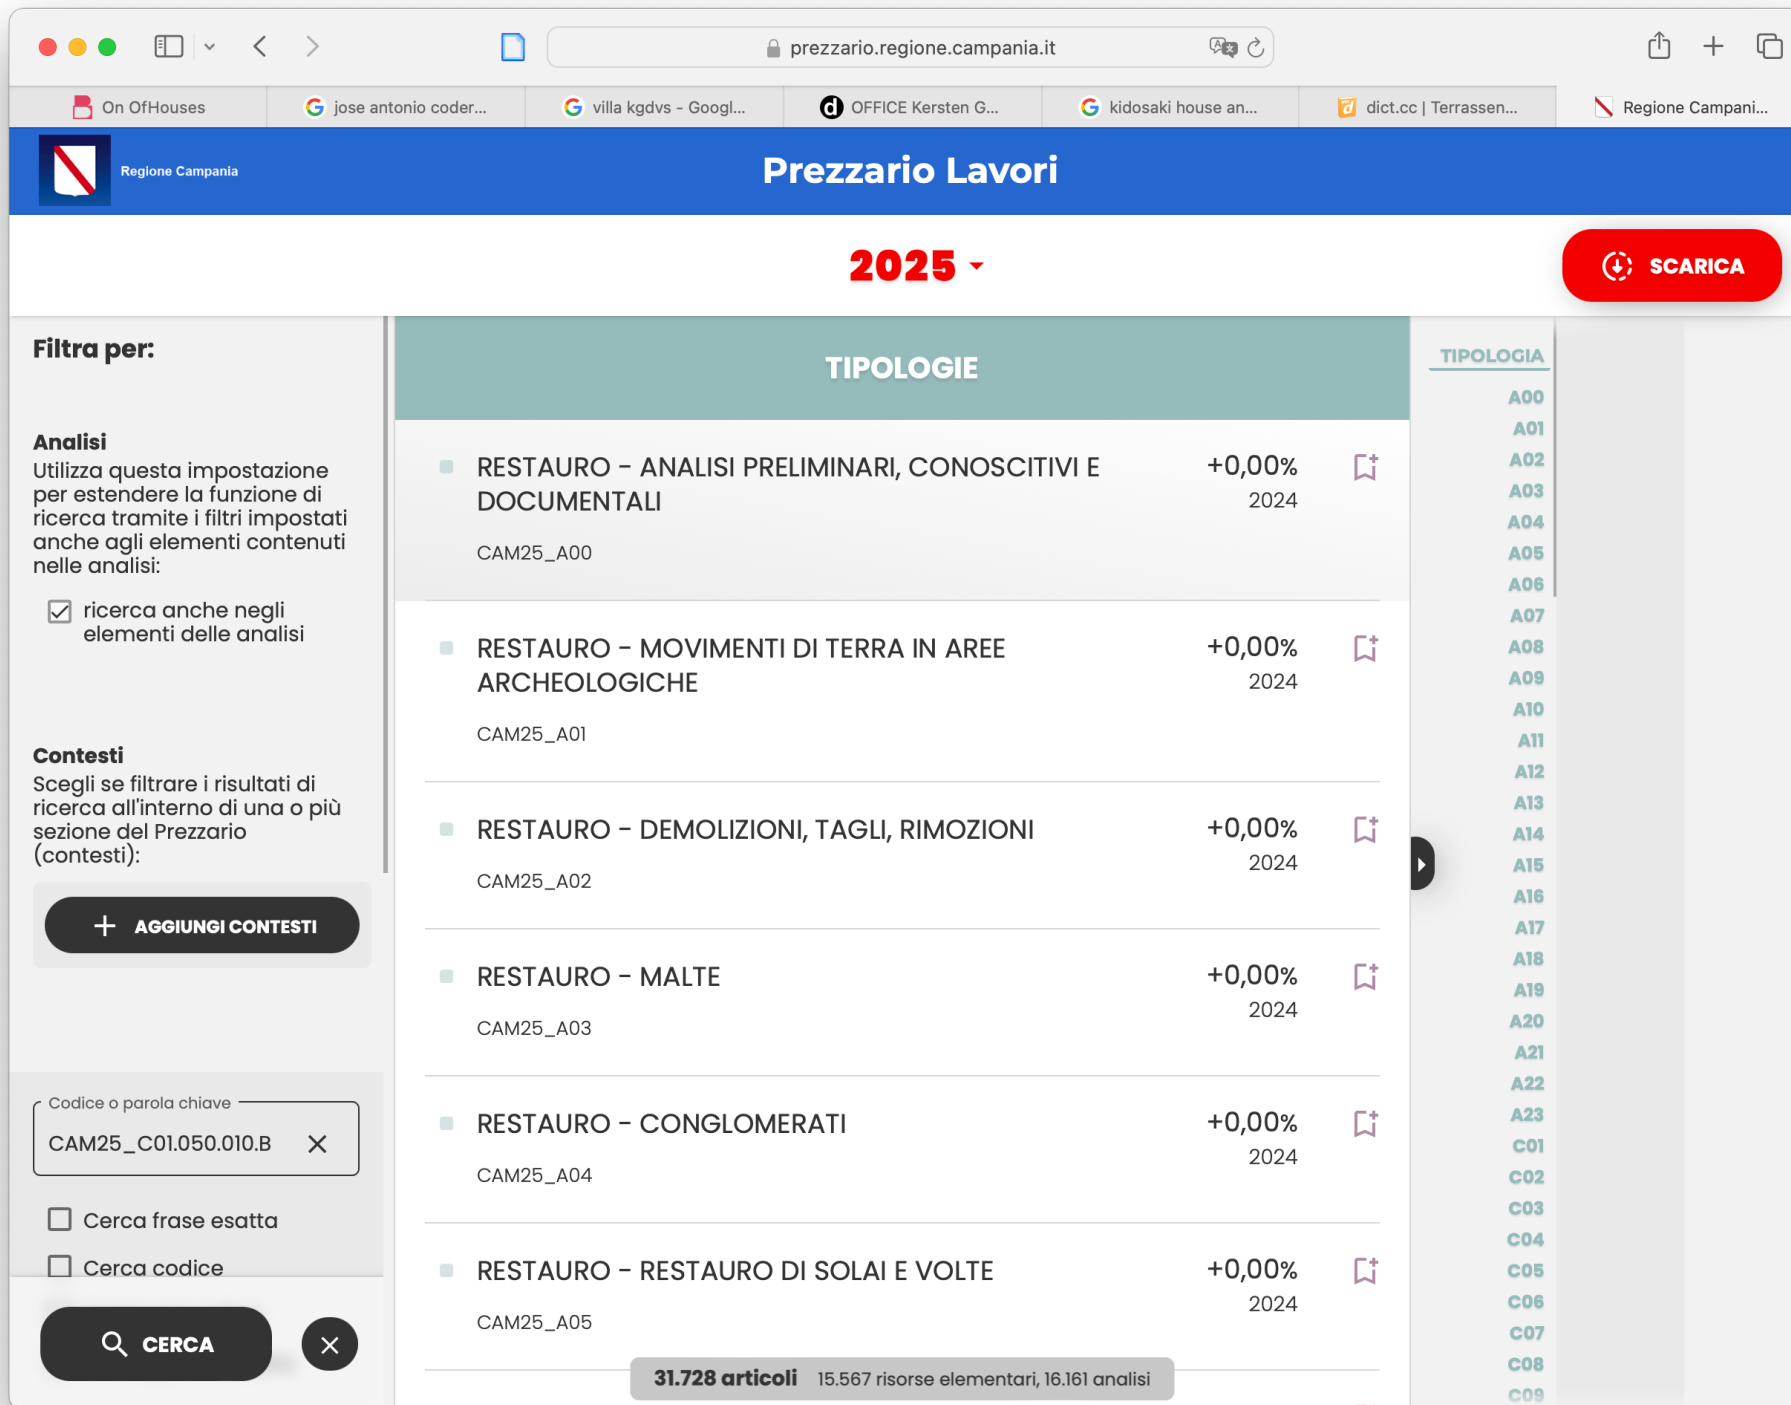 prezzario.regione.campania.it
On OfHouses
jose antonio coder...
villa kgdvs - Googl...
OFFICE Kersten G...
kidosaki house an...
dict.cc | Terrassen...
Regione Campani...
Regione Campania
Prezzario Lavori
2025
SCARICA
Filtra per:
Analisi
Utilizza questa impostazione
per estendere la funzione di
ricerca tramite i filtri impostati
anche agli elementi contenuti
nelle analisi:
ricerca anche negli
elementi delle analisi
Contesti
Scegli se filtrare i risultati di
ricerca all'interno di una o più
sezione del Prezzario
(contesti):
AGGIUNGI CONTESTI
Codice o parola chiave
CAM25_C01.050.010.B
Cerca frase esatta
Cerca codice
CERCA
TIPOLOGIE
RESTAURO - ANALISI PRELIMINARI, CONOSCITIVI E
DOCUMENTALI
CAM25_A00
+0,00%
2024
RESTAURO - MOVIMENTI DI TERRA IN AREE
ARCHEOLOGICHE
CAM25_A01
+0,00%
2024
RESTAURO - DEMOLIZIONI, TAGLI, RIMOZIONI
CAM25_A02
+0,00%
2024
RESTAURO - MALTE
CAM25_A03
+0,00%
2024
RESTAURO - CONGLOMERATI
CAM25_A04
+0,00%
2024
RESTAURO - RESTAURO DI SOLAI E VOLTE
CAM25_A05
+0,00%
2024
31.728 articoli 15.567 risorse elementari, 16.161 analisi
TIPOLOGIA
A00
A01
A02
A03
A04
A05
A06
A07
A08
A09
A10
A11
A12
A13
A14
A15
A16
A17
A18
A19
A20
A21
A22
A23
C01
C02
C03
C04
C05
C06
C07
C08
C09